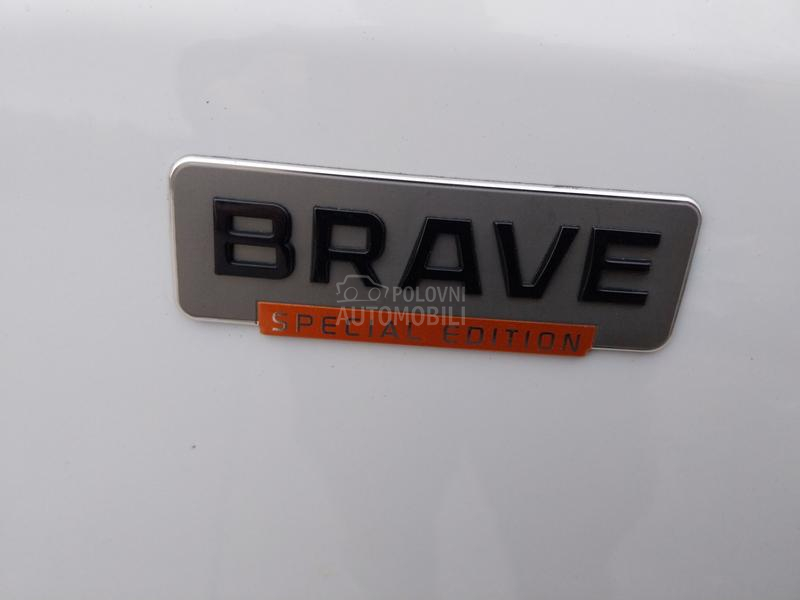 BRAVE
POLOVNI
AUTOMOBILI
SPECIAL EDITION